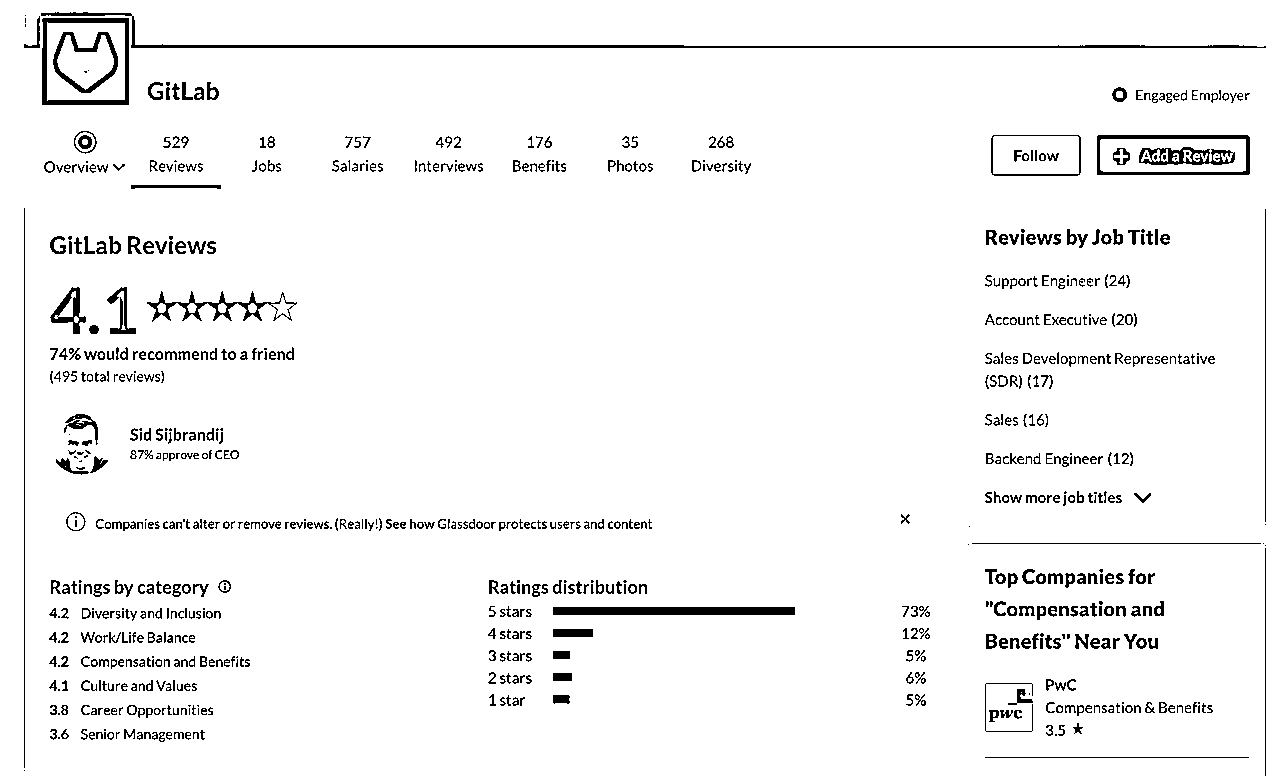 GitLab
Engaged Employer
Overview
529
Reviews
18
Jobs
757
Salaries
492
Interviews
176
Benefits
35
Photos
268
Diversity
Follow
Add a Review
GitLab Reviews
4.1
74% would recommend to a friend
(495 total reviews)
Sid Sijbrandij
87% approve of CEO
Companies can't alter or remove reviews. (Really!) See how Glassdoor protects users and content
Ratings by category
4.2 Diversity and Inclusion
4.2 Work/Life Balance
4.2 Compensation and Benefits
4.1 Culture and Values
3.8 Career Opportunities
3.6 Senior Management
Ratings distribution
5 stars 73%
4 stars 12%
3 stars 5%
2 stars 6%
1 star 5%
Reviews by Job Title
Support Engineer (24)
Account Executive (20)
Sales Development Representative
(SDR) (17)
Sales (16)
Backend Engineer (12)
Show more job titles
Top Companies for
"Compensation and
Benefits" Near You
pwc
PwC
Compensation & Benefits
3.5 ★